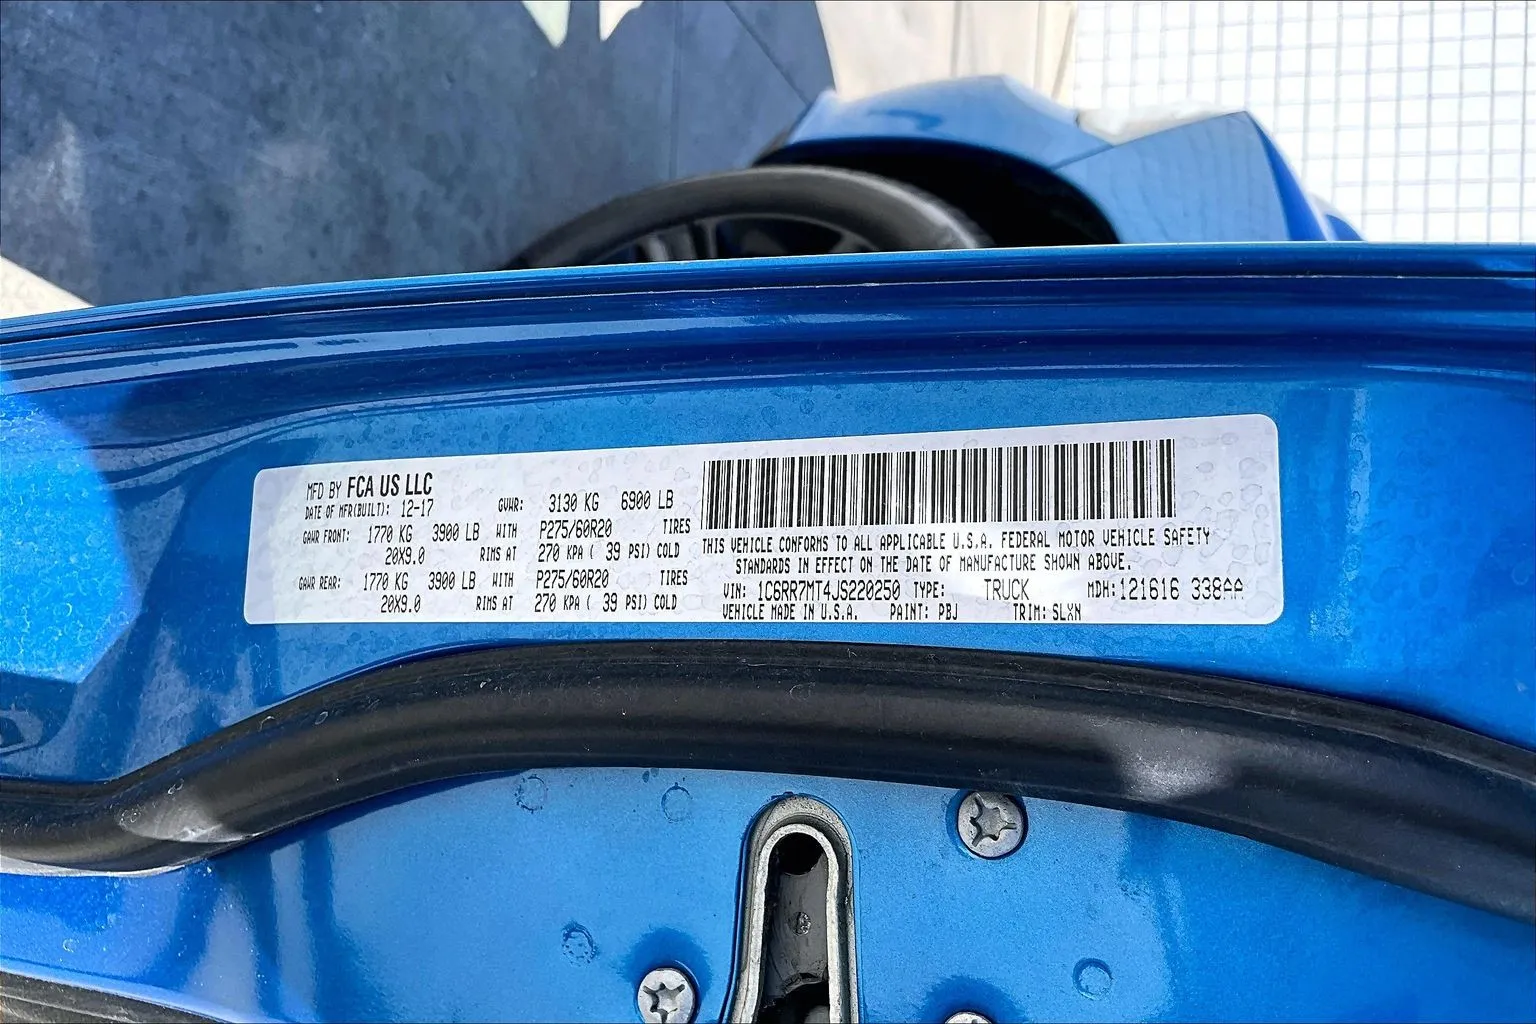 MFD BY FCA US LLC
DATE OF MFR(BUILT): 12-17 GVWR: 3130 KG 6900 LB
GAWR FRONT: 1770 KG 3900 LB WITH P275/60R20 TIRES
20X9.0 RIMS AT 270 KPA ( 39 PSI) COLD
GAWR REAR: 1770 KG 3900 LB WITH P275/60R20 TIRES
20X9.0 RIMS AT 270 KPA ( 39 PSI) COLD
THIS VEHICLE CONFORMS TO ALL APPLICABLE U.S.A. FEDERAL MOTOR VEHICLE SAFETY
STANDARDS IN EFFECT ON THE DATE OF MANUFACTURE SHOWN ABOVE.
VIN: 1C6RR7MT4JS220250 TYPE: TRUCK MDH: 121616 338AA
VEHICLE MADE IN U.S.A. PAINT: PBJ TRIM: SLXN